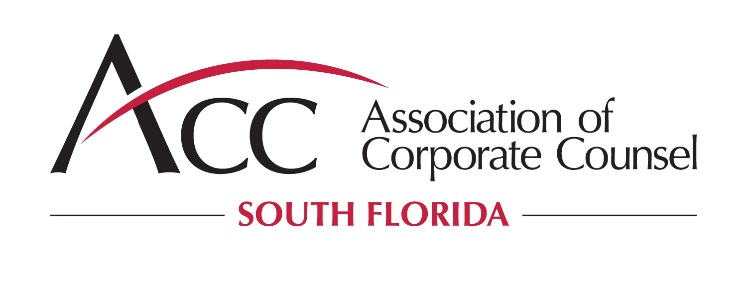 ACC
Association of
Corporate Counsel
SOUTH FLORIDA